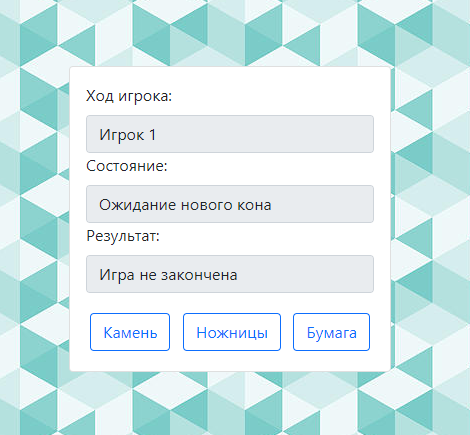 Ход игрока:
Игрок 1
Состояние:
Ожидание нового кона
Результат:
Игра не закончена
Камень Ножницы Бумага